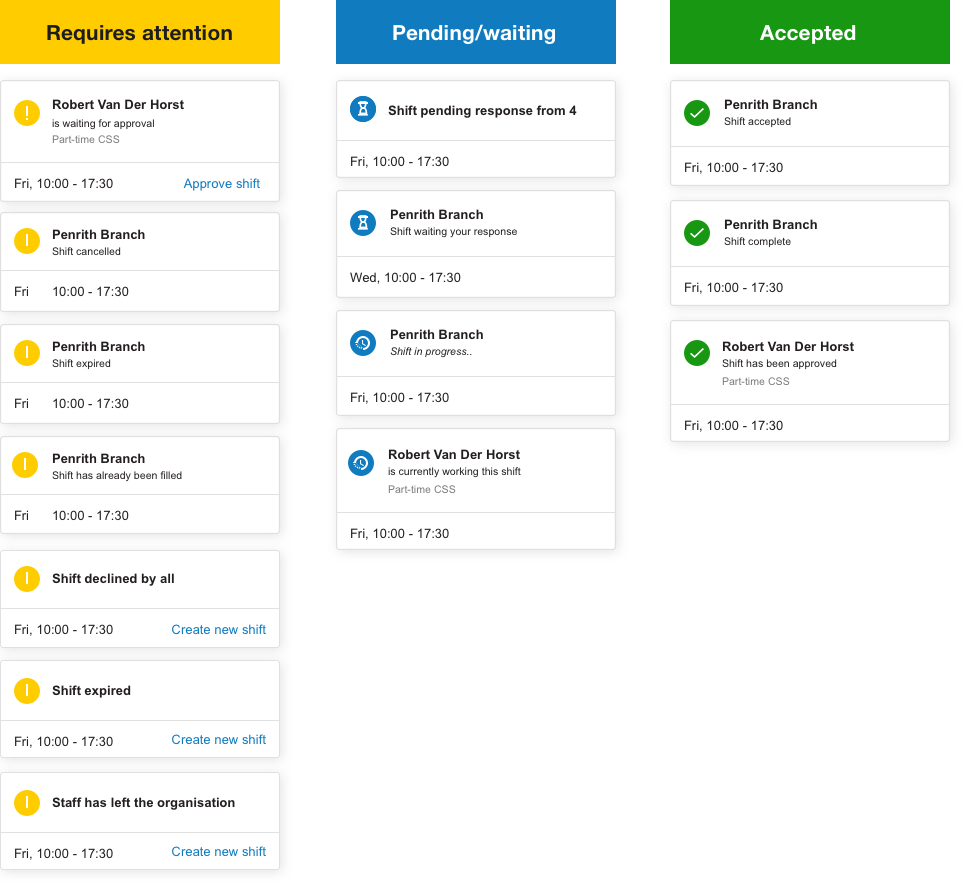 Requires attention
Robert Van Der Horst
is waiting for approval
Part-time CSS
Fri, 10:00 - 17:30 Approve shift
Penrith Branch
Shift cancelled
Fri 10:00 - 17:30
Penrith Branch
Shift expired
Fri 10:00 - 17:30
Penrith Branch
Shift has already been filled
Fri 10:00 - 17:30
Shift declined by all
Fri, 10:00 - 17:30 Create new shift
Shift expired
Fri, 10:00 - 17:30 Create new shift
Staff has left the organisation
Fri, 10:00 - 17:30 Create new shift
Pending/waiting
Shift pending response from 4
Fri, 10:00 - 17:30
Penrith Branch
Shift waiting your response
Wed, 10:00 - 17:30
Penrith Branch
Shift in progress..
Fri, 10:00 - 17:30
Robert Van Der Horst
is currently working this shift
Part-time CSS
Fri, 10:00 - 17:30
Accepted
Penrith Branch
Shift accepted
Fri, 10:00 - 17:30
Penrith Branch
Shift complete
Fri, 10:00 - 17:30
Robert Van Der Horst
Shift has been approved
Part-time CSS
Fri, 10:00 - 17:30